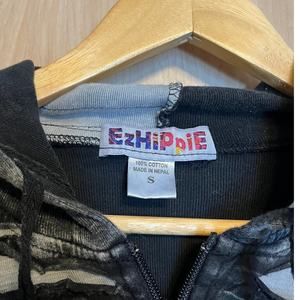 EzHiPPiE
100% COTTON
MADE IN NEPAL
S